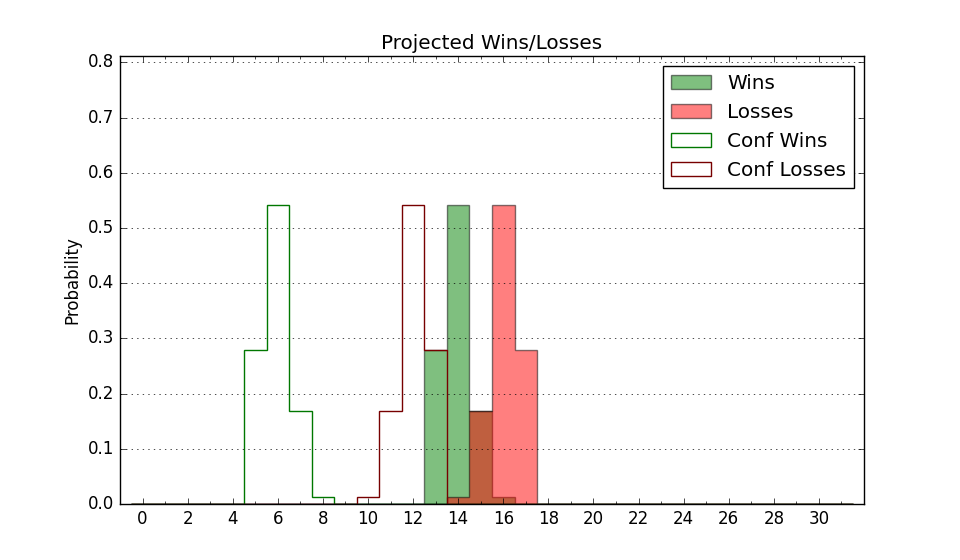 Projected Wins/Losses
0.8
0.7
0.6
0.5
0.4
0.3
0.2
0.1
0.0
Probability
Wins
Losses
Conf Wins
Conf Losses
0 2 4 6 8 10 12 14 16 18 20 22 24 26 28 30